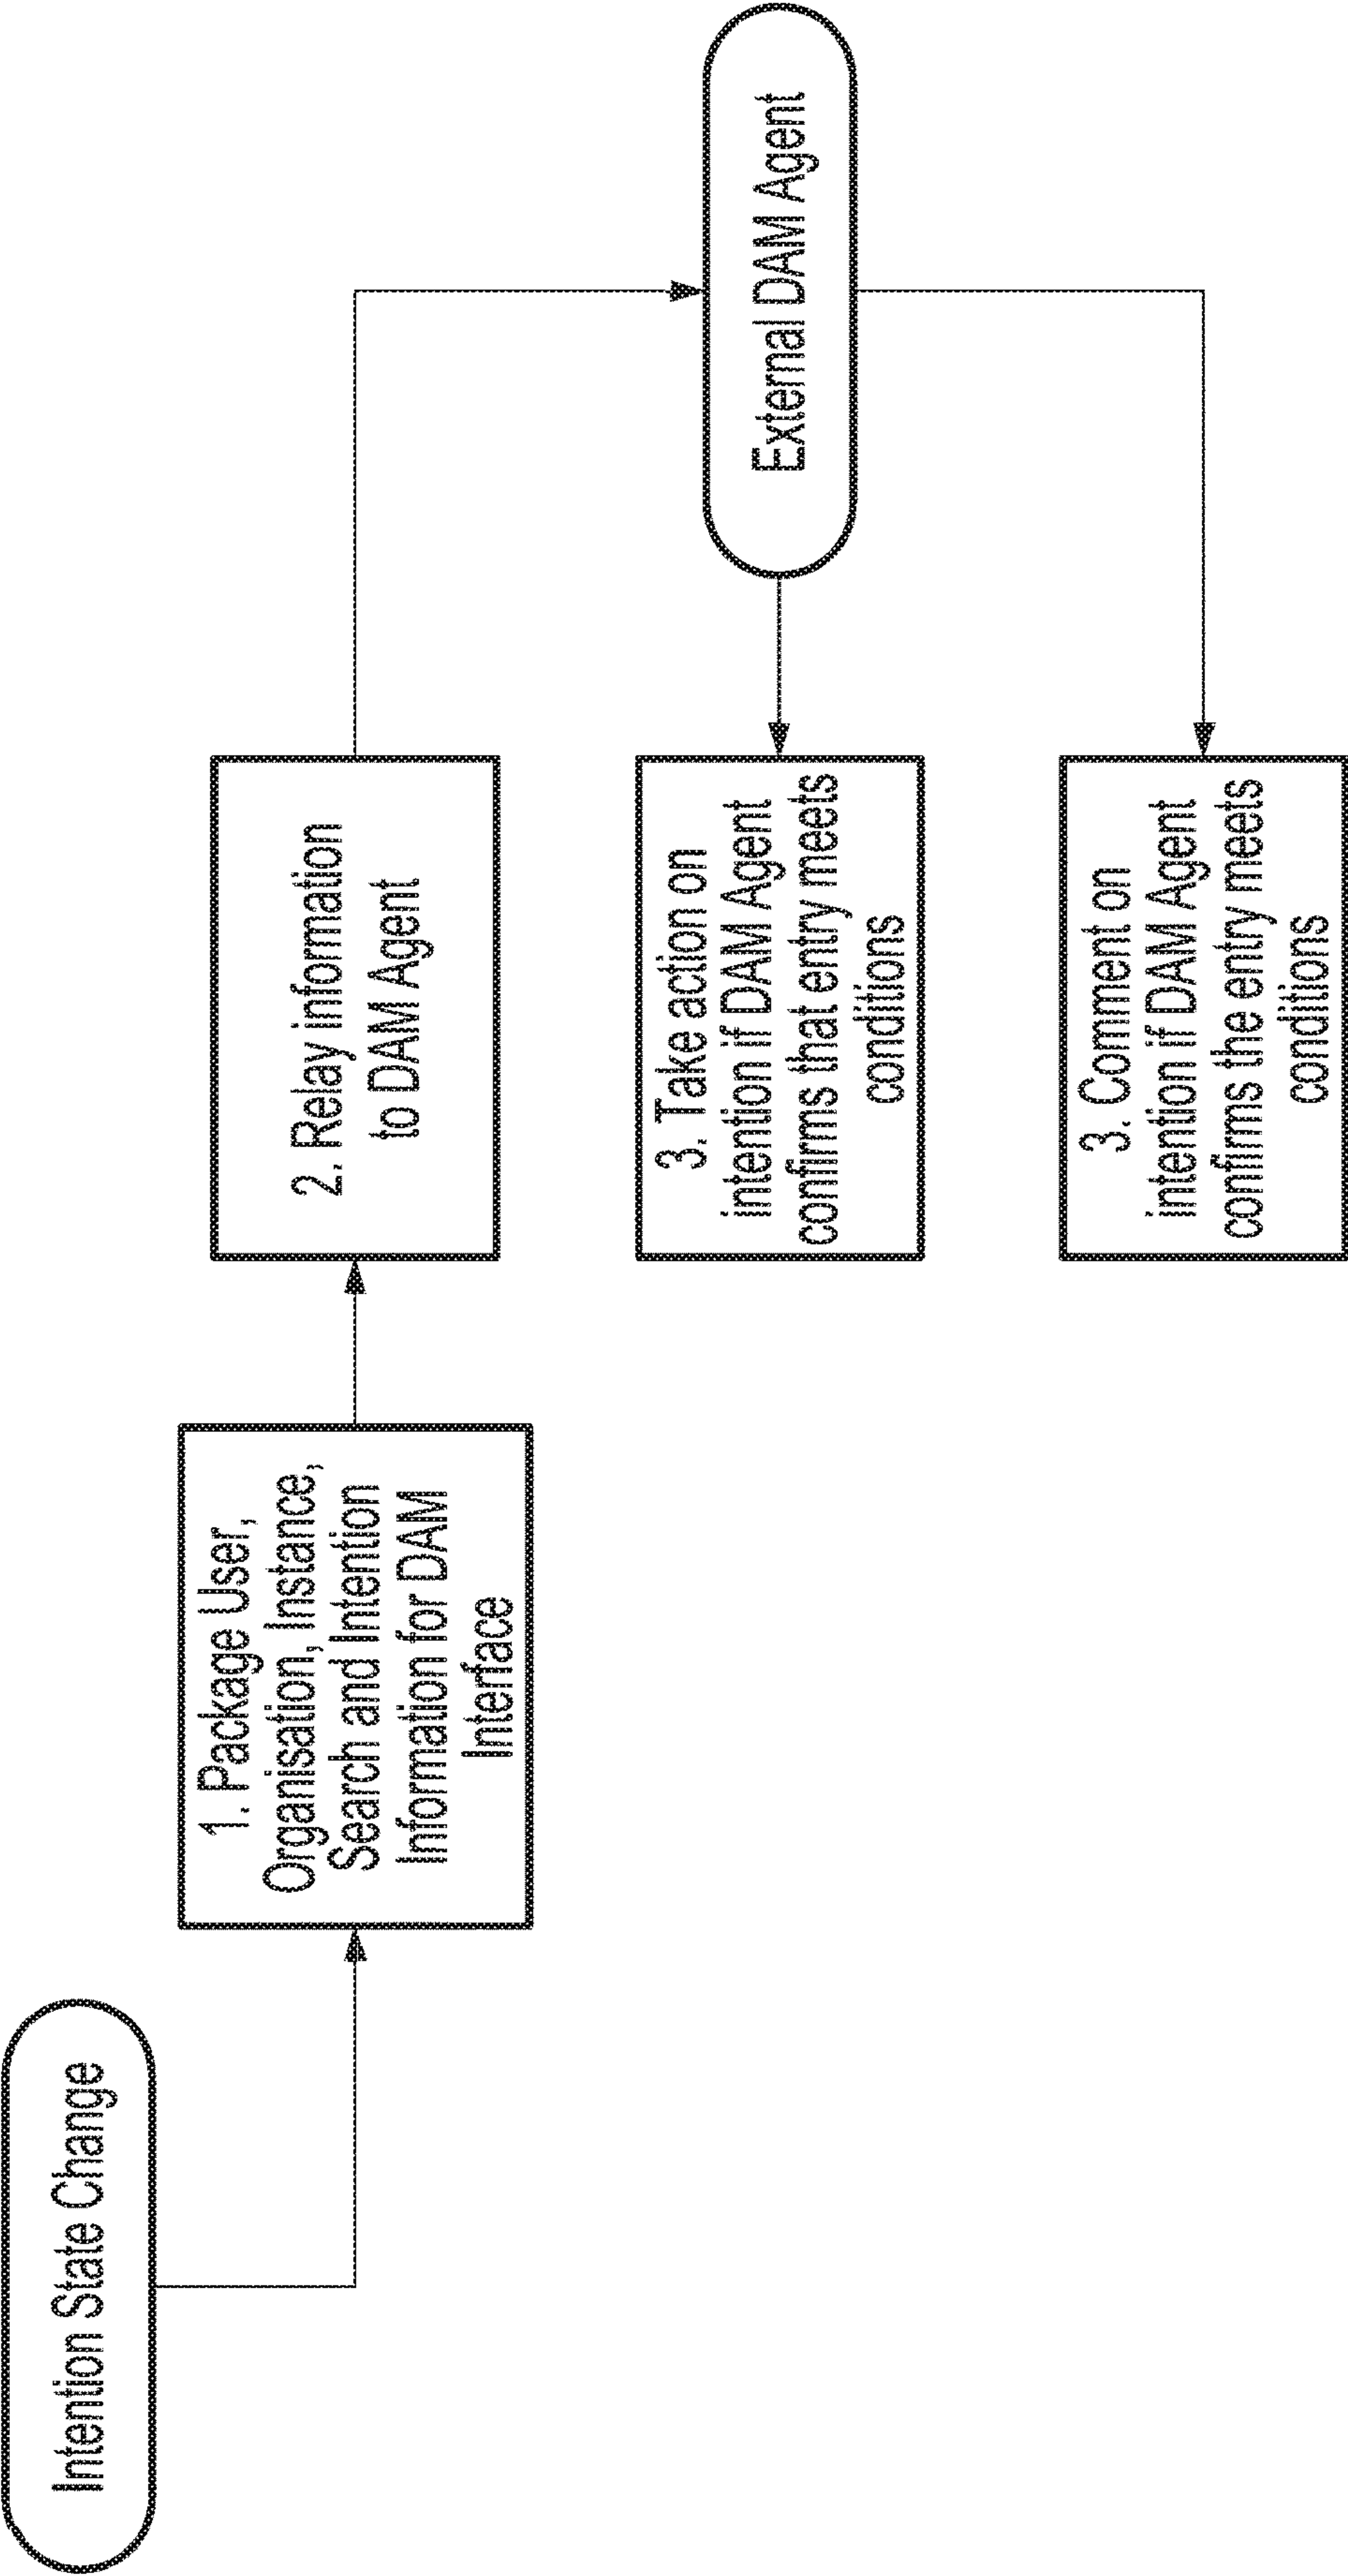 Intention State Change
1. Package User,
Organisation, Instance,
Search and Intention
Information for DAM
Interface
2. Relay information
to DAM Agent
External DAM Agent
3. Take action on
intention if DAM Agent
confirms that entry meets
conditions
3. Comment on
intention if DAM Agent
confirms the entry meets
conditions